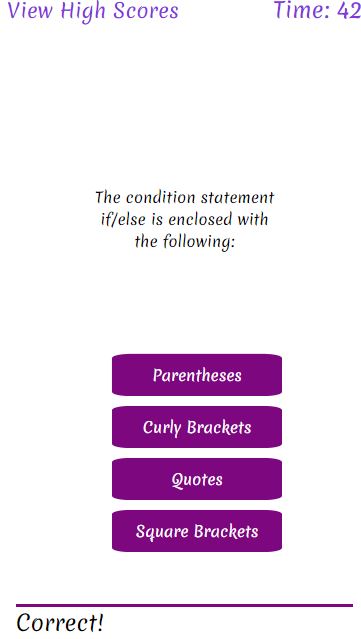 View High Scores Time: 42
The condition statement
if/else is enclosed with
the following:
Parentheses
Curly Brackets
Quotes
Square Brackets
Correct!